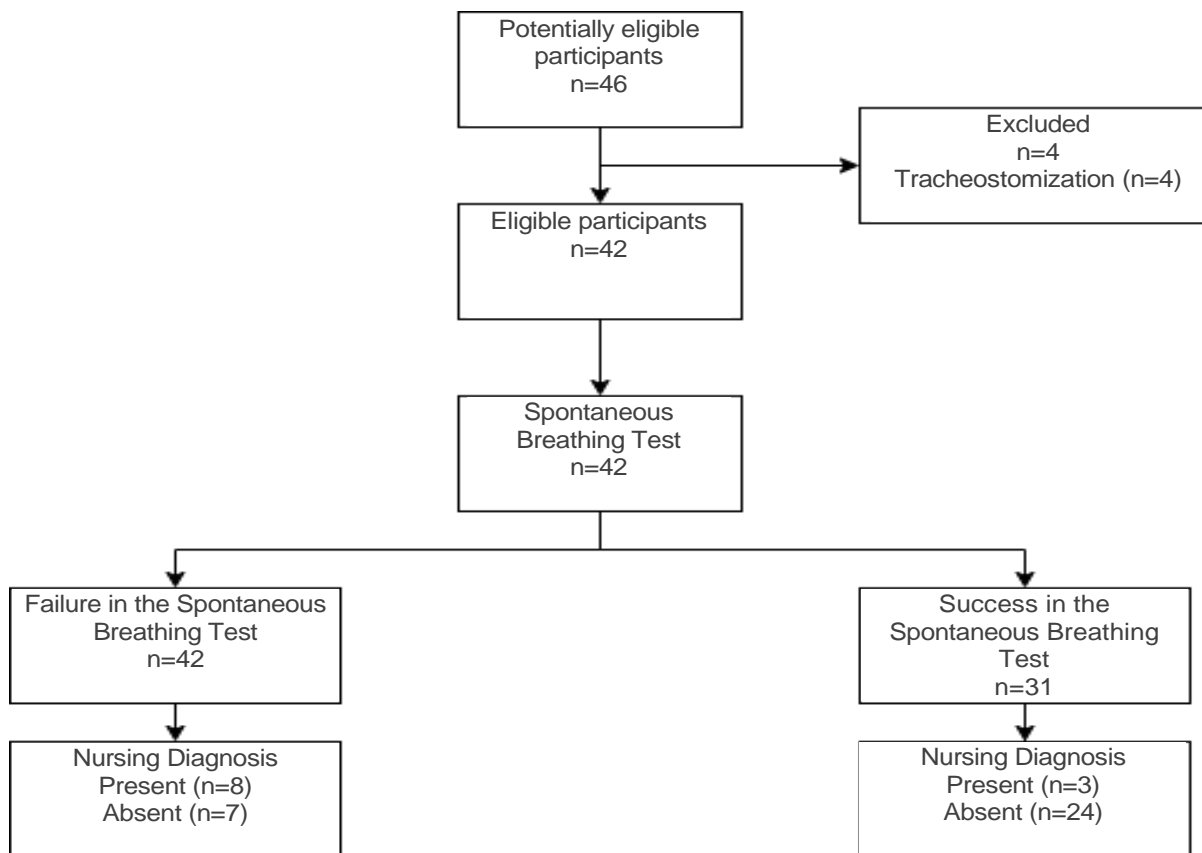 Potentially eligible
participants
n=46
Excluded
n=4
Tracheostomization (n=4)
Eligible participants
n=42
Spontaneous
Breathing Test
n=42
Failure in the Spontaneous
Breathing Test
n=42
Success in the
Spontaneous Breathing
Test
n=31
Nursing Diagnosis
Present (n=8)
Absent (n=7)
Nursing Diagnosis
Present (n=3)
Absent (n=24)